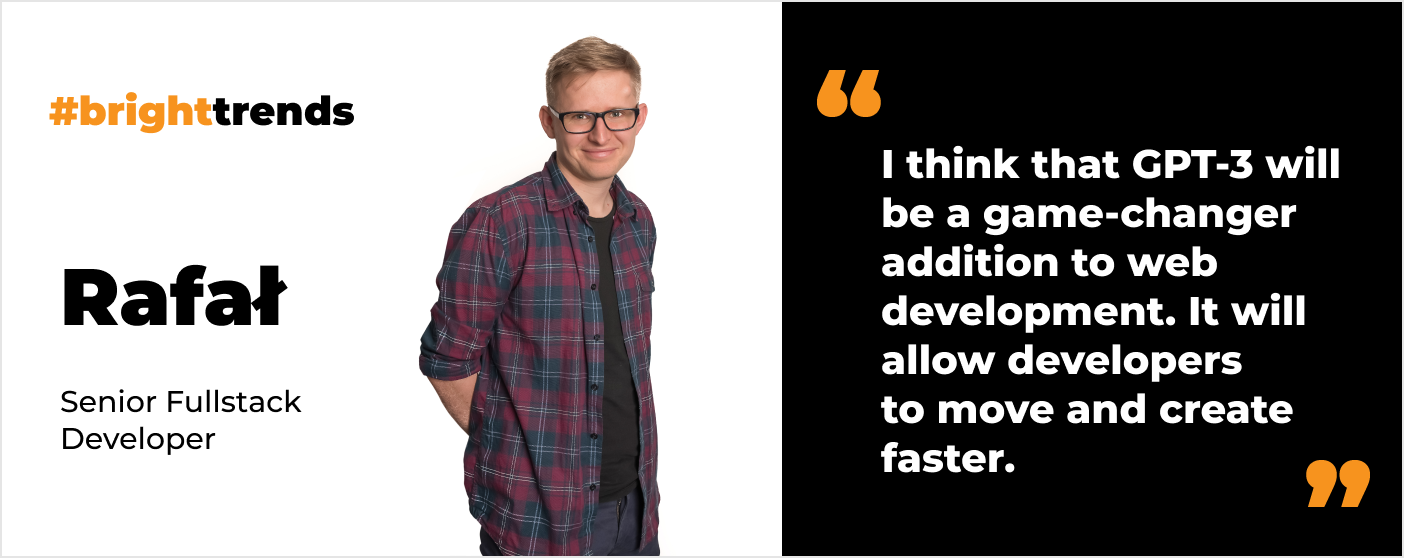 #brighttrends
Rafał
Senior Fullstack
Developer
“
I think that GPT-3 will
be a game-changer
addition to web
development. It will
allow developers
to move and create
faster.
”